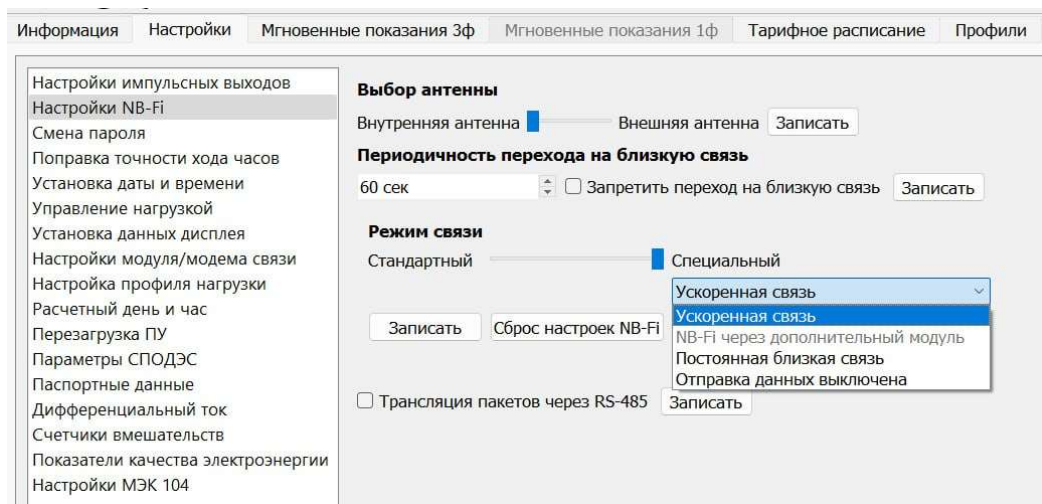 Информация Настройки Мгновенные показания 3ф Мгновенные показания 1ф Тарифное расписание Профили
Настройки импульсных выходов
Настройки NB-Fi
Смена пароля
Поправка точности хода часов
Установка даты и времени
Управление нагрузкой
Установка данных дисплея
Настройки модуля/модема связи
Настройка профиля нагрузки
Расчетный день и час
Перезагрузка ПУ
Параметры СПОДЭС
Паспортные данные
Дифференциальный ток
Счетчики вмешательств
Показатели качества электроэнергии
Настройки МЭК 104
Выбор антенны
Внутренняя антенна Внешняя антенна Записать
Периодичность перехода на близкую связь
60 сек Запретить переход на близкую связь Записать
Режим связи
Стандартный Специальный
Ускоренная связь
Ускоренная связь
NB-Fi через дополнительный модуль
Постоянная близкая связь
Отправка данных выключена
Записать Сброс настроек NB-Fi
Трансляция пакетов через RS-485 Записать